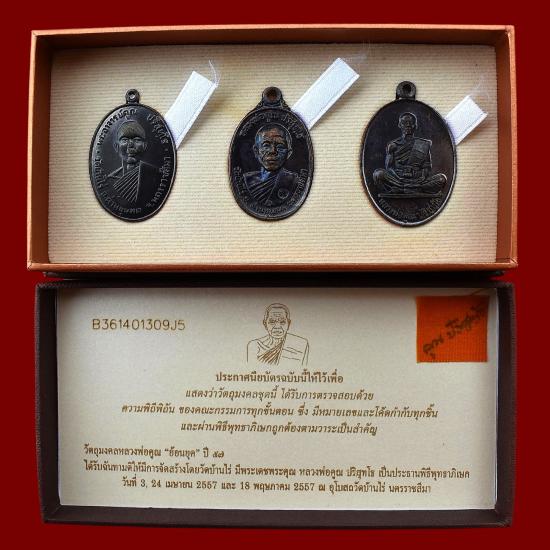 B361401309J5
ประกาศนียบัตรฉบับนี้ให้ไว้เพื่อ
แสดงว่าวัตถุมงคลชุดนี้ ได้รับการตรวจสอบด้วย
ความพิถีพิถัน ของคณะกรรมการทุกขั้นตอน ซึ่ง มีหมายเลขและโค้ดกำกับทุกชิ้น
และผ่านพิธีพุทธาภิเษกถูกต้องตามวาระเป็นสำคัญ
วัตถุมงคลหลวงพ่อคูณ "ย้อนยุค" ปี ๕๗
ได้รับฉันทามติให้มีการจัดสร้างโดยวัดบ้านไร่ มีพระเดชพระคุณ หลวงพ่อคูณ ปริสุทโธ เป็นประธานพิธีพุทธาภิเษก
วันที่ 3, 24 เมษายน 2557 และ 18 พฤษภาคม 2557 ณ อุโบสถวัดบ้านไร่ นครราชสีมา